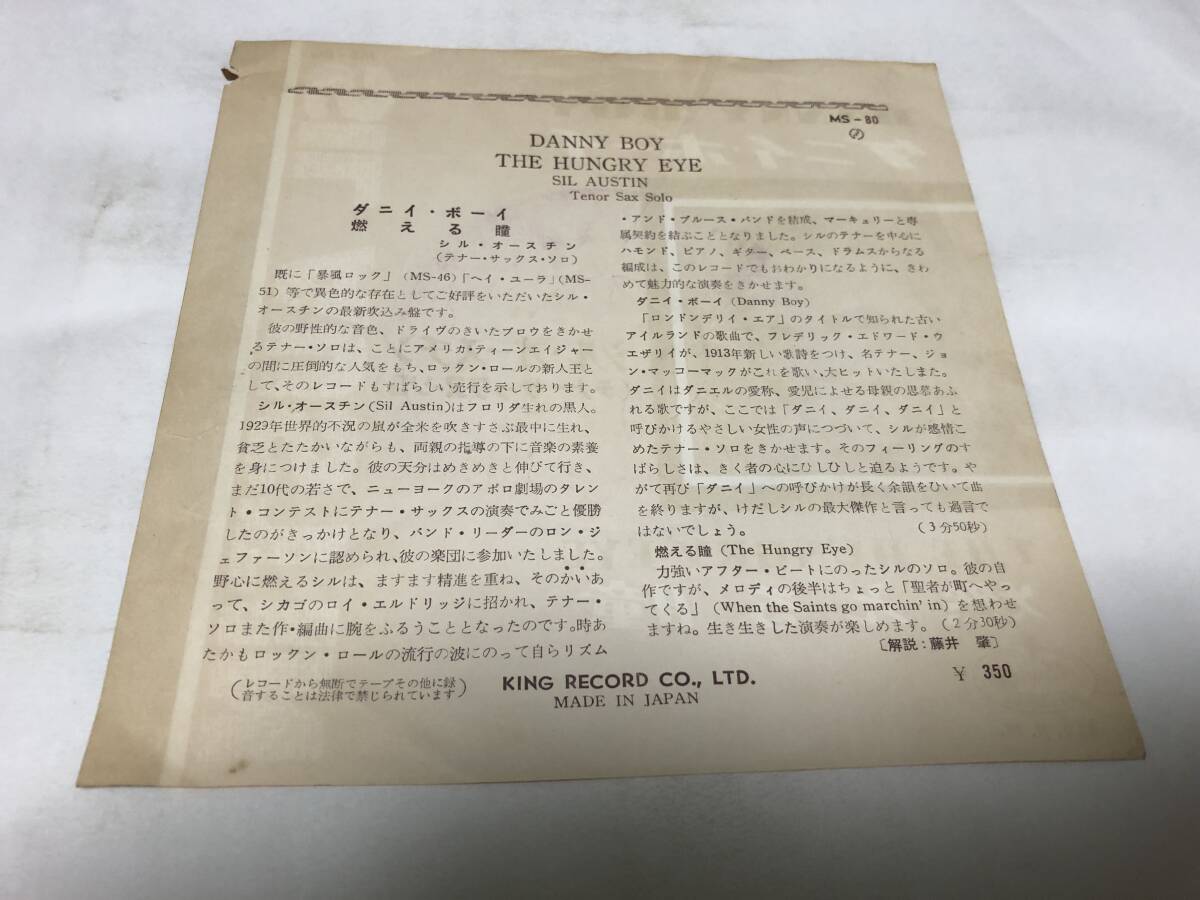 MS-80
DANNY BOY
THE HUNGRY EYE
SIL AUSTIN
Tenor Sax Solo
ダニイ・ボーイ
燃える瞳
シル・オースチン
(テナー・サックス・ソロ)
既に「暴風ロック」(MS-46)「ヘイ・ユーラ」(MS-
51)等で異色的な存在としてご好評をいただいたシル・
オースチンの最新吹込み盤です。
彼の野性的な音色、ドライヴのきいたブロウをきかせ
るテナー・ソロは、ことにアメリカ・ティーンエイジャー
の間に圧倒的な人気をもち、ロックン・ロールの新人王と
して、そのレコードもすばらしい売行を示しております。
シル・オースチン(Sil Austin)はフロリダ生れの黒人。
1929年世界的不況の嵐が全米を吹きすさぶ最中に生れ、
貧乏とたたかいながらも、両親の指導の下に音楽の素養
を身につけました。彼の天分はめきめきと伸びて行き、
まだ10代の若さで、ニューヨークのアポロ劇場のタレン
ト・コンテストにテナー・サックスの演奏でみごと優勝
したのがきっかけとなり、バンド・リーダーのロン・ジ
ェファーソンに認められ、彼の楽団に参加いたしました。
野心に燃えるシルは、ますます精進を重ね、そのかいあ
って、シカゴのロイ・エルドリッジに招かれ、テナー・
ソロまた作・編曲に腕をふるうこととなったのです。時あ
たかもロックン・ロールの流行の波にのって自らリズム
・アンド・ブルース・バンドを結成、マーキュリーと専
属契約を結ぶこととなりました。シルのテナーを中心に
ハモンド、ピアノ、ギター、ベース、ドラムスからなる
編成は、このレコードでもおわかりになるように、きわ
めて魅力的な演奏をきかせます。
ダニイ・ボーイ (Danny Boy)
「ロンドンデリイ・エア」のタイトルで知られた古い
アイルランドの歌曲で、フレデリック・エドワード・ウ
エザリイが、1913年新しい歌詩をつけ、名テナー、ジョ
ン・マッコーマックがこれを歌い、大ヒットいたしまた。
ダニイはダニエルの愛称、愛児によせる母親の思慕あふ
れる歌ですが、ここでは「ダニイ、ダニイ、ダニイ」と
呼びかけるやさしい女性の声につづいて、シルが感情こ
めたテナー・ソロをきかせます。そのフィーリングのす
ばらしさは、きく者の心にひしひしと迫るようです。や
がて再び「ダニイ」への呼びかけが長く余韻をひいて曲
を終りますが、けだしシルの最大傑作と言っても過言で
はないでしょう。(3分50秒)
燃える瞳 (The Hungry Eye)
力強いアフター・ビートにのったシルのソロ。彼の自
作ですが、メロディの後半はちょっと「聖者が町へやっ
てくる」(When the Saints go marchin' in) を想わせ
ますね。生き生きした演奏が楽しめます。(2分30秒)
〔解説：藤井 肇〕
¥ 350
(レコードから無断でテープその他に録
音することは法律で禁じられています)
KING RECORD CO., LTD.
MADE IN JAPAN